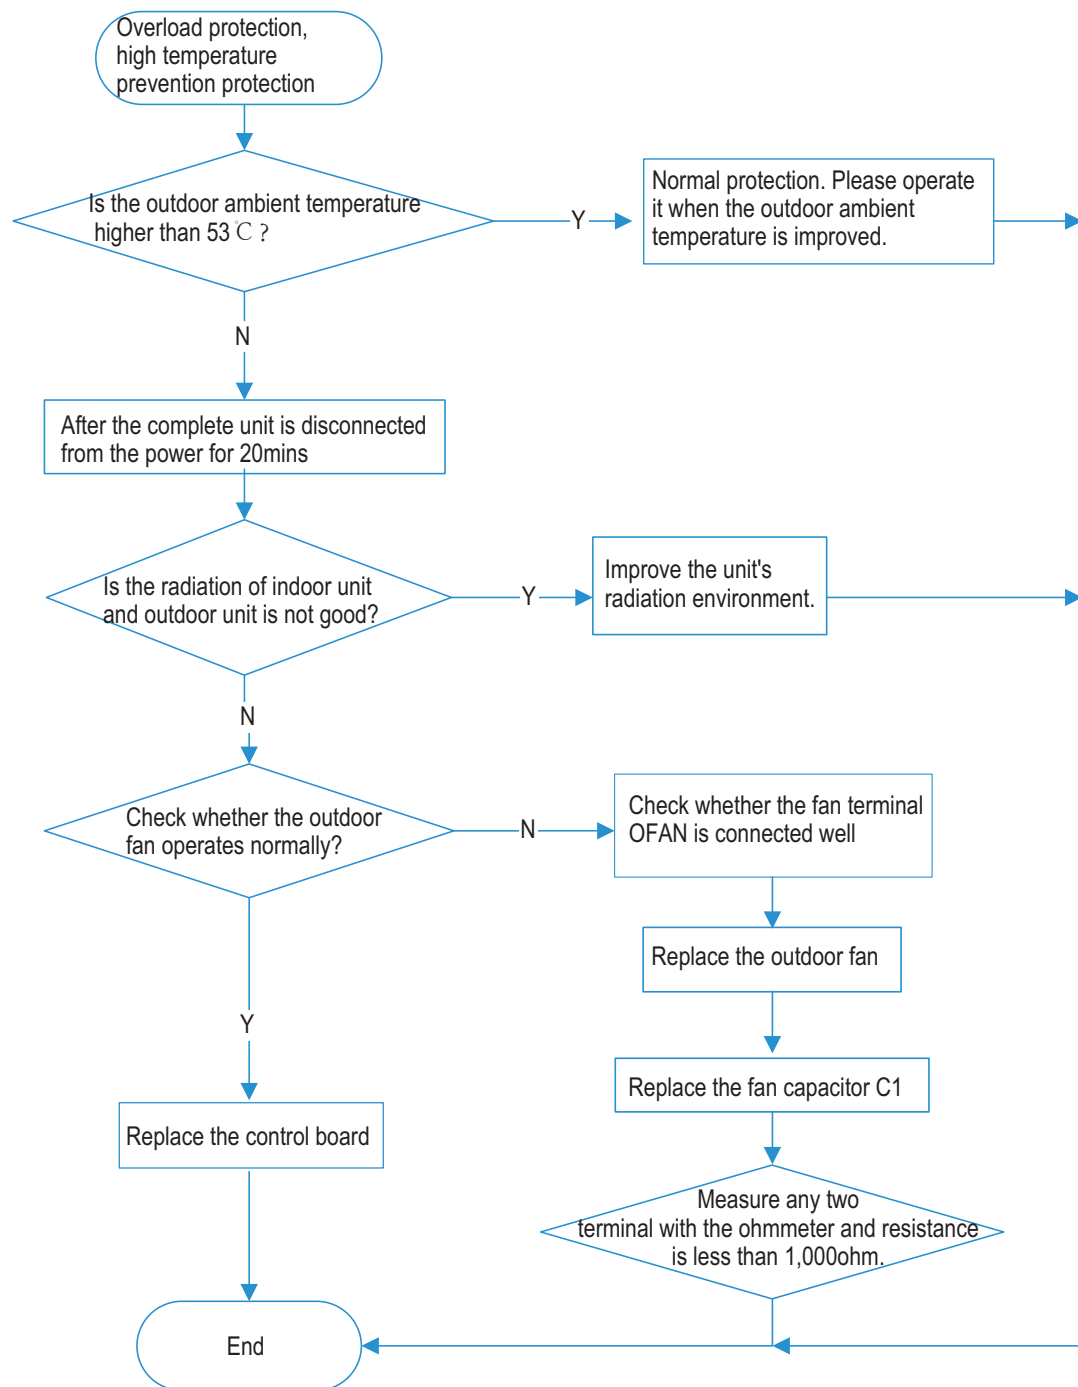 Overload protection,
high temperature
prevention protection
Is the outdoor ambient temperature
higher than 53℃ ?
Y
Normal protection. Please operate
it when the outdoor ambient
temperature is improved.
N
After the complete unit is disconnected
from the power for 20mins
Is the radiation of indoor unit
and outdoor unit is not good?
Y
Improve the unit's
radiation environment.
N
Check whether the outdoor
fan operates normally?
N
Check whether the fan terminal
OFAN is connected well
Replace the outdoor fan
Y
Replace the fan capacitor C1
Replace the control board
Measure any two
terminal with the ohmmeter and resistance
is less than 1,000ohm.
End